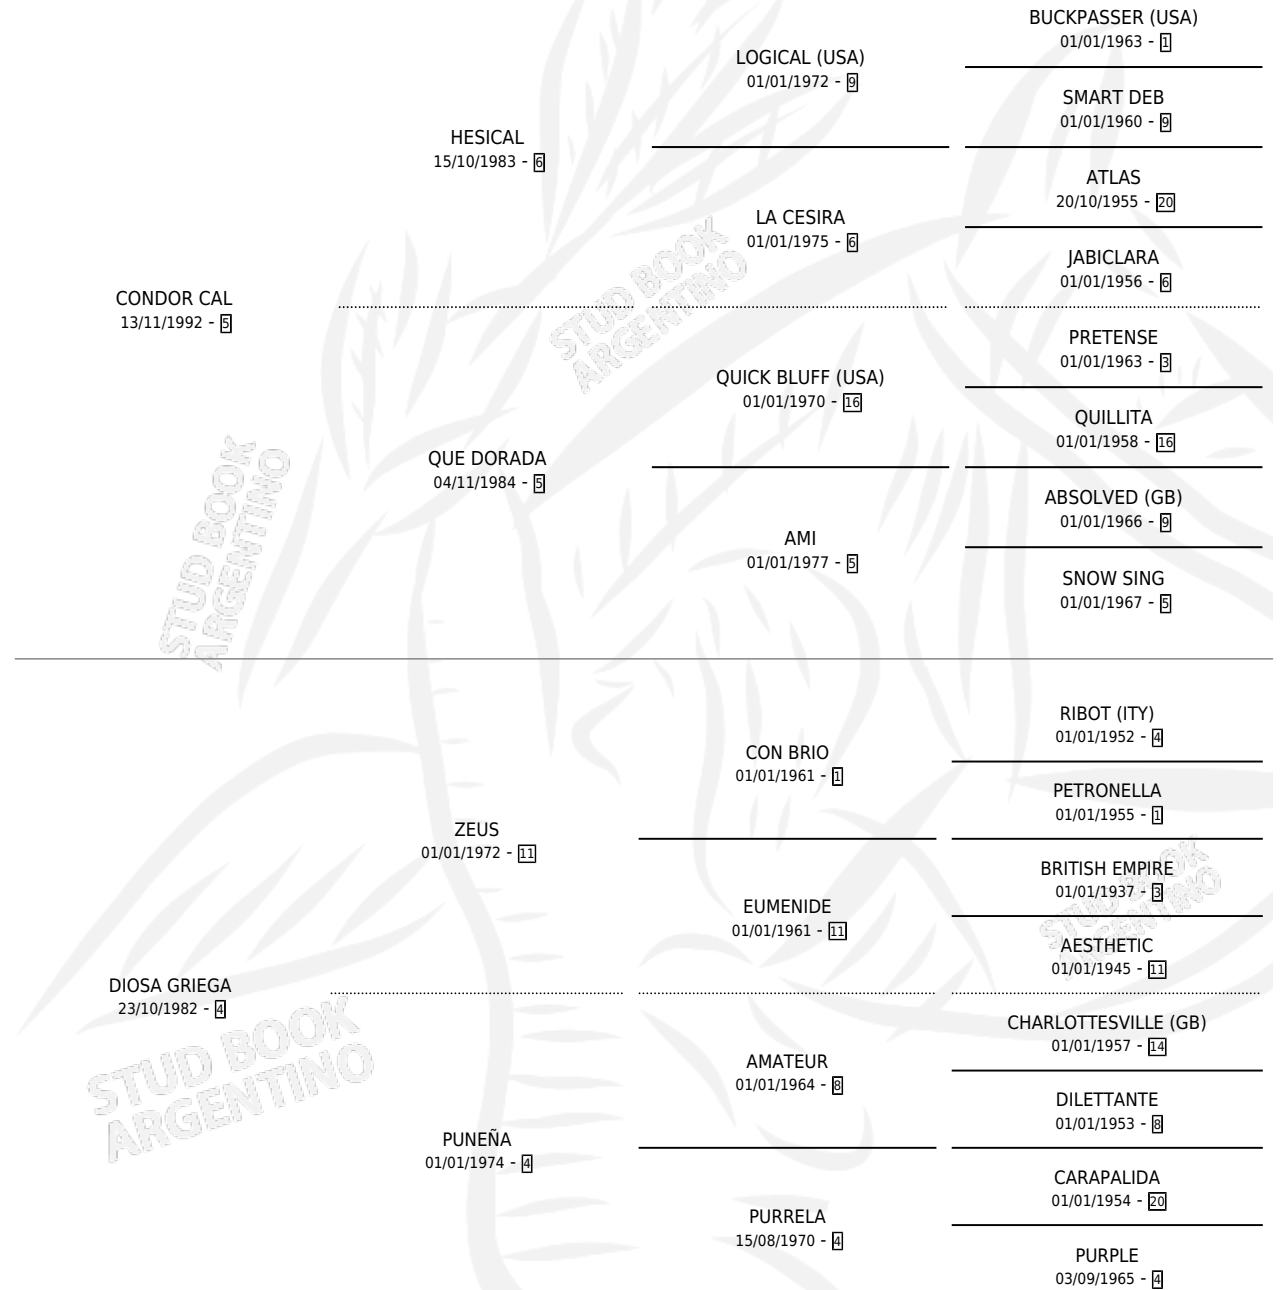 BUCKPASSER (USA)
01/01/1963 - 1
LOGICAL (USA)
01/01/1972 - 9
SMART DEB
01/01/1960 - 9
HESICAL
15/10/1983 - 6
ATLAS
20/10/1955 - 20
LA CESIRA
01/01/1975 - 6
JABICLARA
01/01/1956 - 6
CONDOR CAL
13/11/1992 - 5
PRETENSE
01/01/1963 - 3
QUICK BLUFF (USA)
01/01/1970 - 16
QUILLITA
01/01/1958 - 16
QUE DORADA
04/11/1984 - 5
ABSOLVED (GB)
01/01/1966 - 9
AMI
01/01/1977 - 5
SNOW SING
01/01/1967 - 5
RIBOT (ITY)
01/01/1952 - 4
CON BRIO
01/01/1961 - 1
PETRONELLA
01/01/1955 - 1
ZEUS
01/01/1972 - 11
BRITISH EMPIRE
01/01/1937 - 3
EUMENIDE
01/01/1961 - 11
AESTHETIC
01/01/1945 - 11
DIOSA GRIEGA
23/10/1982 - 4
CHARLOTTESVILLE (GB)
01/01/1957 - 14
AMATEUR
01/01/1964 - 8
DILETTANTE
01/01/1953 - 8
PUNEÑA
01/01/1974 - 4
CARAPALIDA
01/01/1954 - 20
PURRELA
15/08/1970 - 4
PURPLE
03/09/1965 - 4
STUD BOOK
ARGENTINO
STUD BOOK
ARGENTINO
STUD BOOK
ARGENTINO
STUD BOOK
ARGENTINO